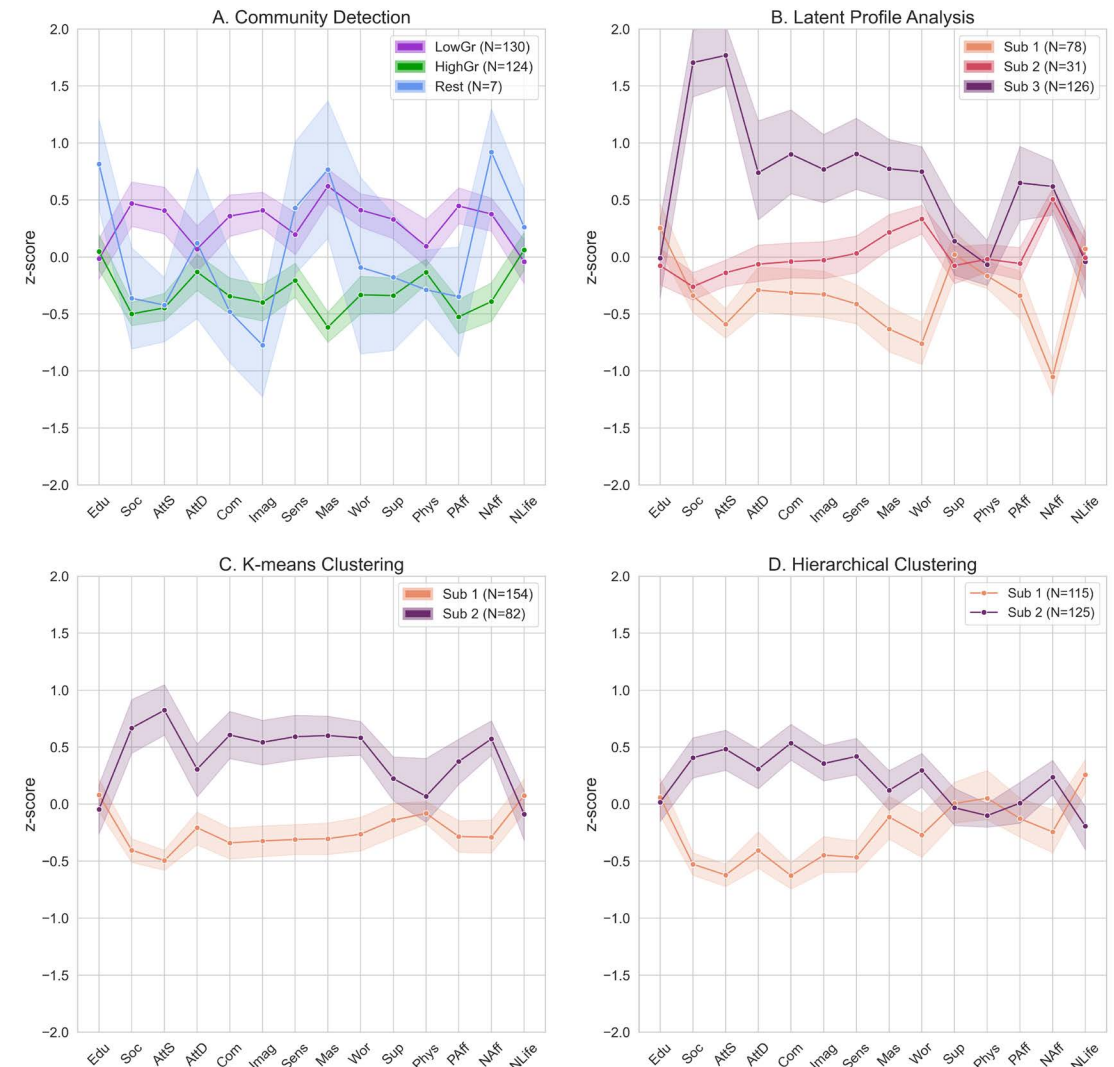 A. Community Detection
LowGr (N=130)
HighGr (N=124)
Rest (N=7)
z-score
2.0
1.5
1.0
0.5
0.0
−0.5
−1.0
−1.5
−2.0
Edu Soc AttS AttD Com Imag Sens Mas Wor Sup Phys PAff NAff NLife
B. Latent Profile Analysis
Sub 1 (N=78)
Sub 2 (N=31)
Sub 3 (N=126)
z-score
2.0
1.5
1.0
0.5
0.0
−0.5
−1.0
−1.5
−2.0
Edu Soc AttS AttD Com Imag Sens Mas Wor Sup Phys PAff NAff NLife
C. K-means Clustering
Sub 1 (N=154)
Sub 2 (N=82)
z-score
2.0
1.5
1.0
0.5
0.0
−0.5
−1.0
−1.5
−2.0
Edu Soc AttS AttD Com Imag Sens Mas Wor Sup Phys PAff NAff NLife
D. Hierarchical Clustering
Sub 1 (N=115)
Sub 2 (N=125)
z-score
2.0
1.5
1.0
0.5
0.0
−0.5
−1.0
−1.5
−2.0
Edu Soc AttS AttD Com Imag Sens Mas Wor Sup Phys PAff NAff NLife